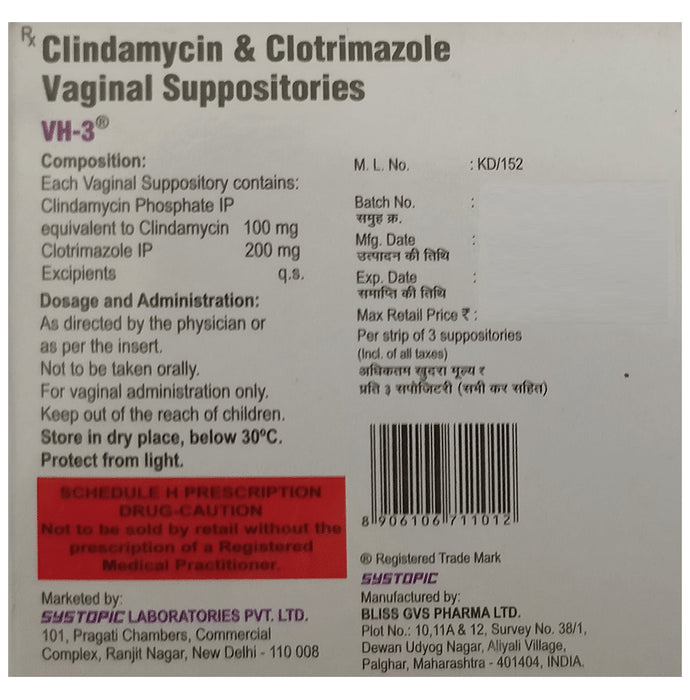 Rx Clindamycin & Clotrimazole
Vaginal Suppositories
VH-3®
Composition:
Each Vaginal Suppository contains:
Clindamycin Phosphate IP
equivalent to Clindamycin 100 mg
Clotrimazole IP 200 mg
Excipients q.s.
Dosage and Administration:
As directed by the physician or
as per the insert.
Not to be taken orally.
For vaginal administration only.
Keep out of the reach of children.
Store in dry place, below 30ºC.
Protect from light.
SCHEDULE H PRESCRIPTION
DRUG-CAUTION
Not to be sold by retail without the
prescription of a Registered
Medical Practitioner.
Marketed by:
SYSTOPIC LABORATORIES PVT. LTD.
101, Pragati Chambers, Commercial
Complex, Ranjit Nagar, New Delhi - 110 008
M. L. No. : KD/152
Batch No. :
समुह क्र.
Mfg. Date :
उत्पादन की तिथि
Exp. Date :
समाप्ति की तिथि
Max Retail Price ₹ :
Per strip of 3 suppositories
(Incl. of all taxes)
अधिकतम खुदरा मूल्य र
प्रति ३ सपोजिटरी (सभी कर सहित)
8 906106 711012
® Registered Trade Mark
SYSTOPIC
Manufactured by:
BLISS GVS PHARMA LTD.
Plot No.: 10,11A & 12, Survey No. 38/1,
Dewan Udyog Nagar, Aliyali Village,
Palghar, Maharashtra - 401404, INDIA.